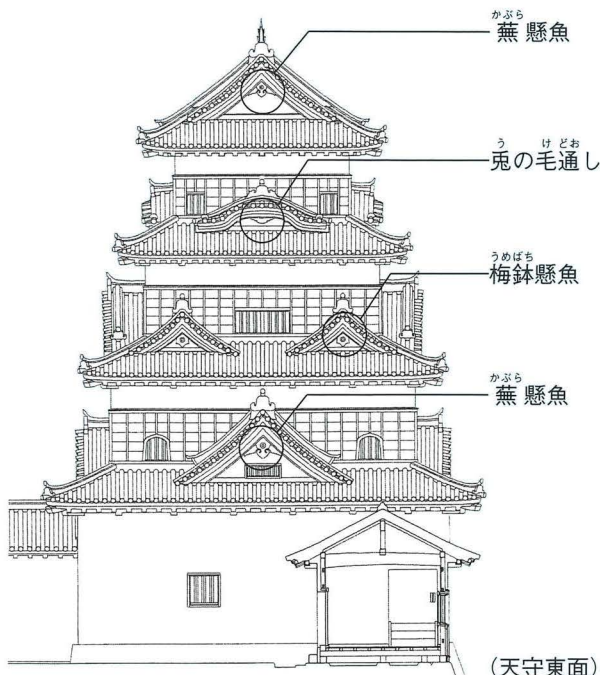 かぶら
蕪懸魚
う け どお
兎の毛通し
うめばち
梅鉢懸魚
かぶら
蕪懸魚
(天守東面)